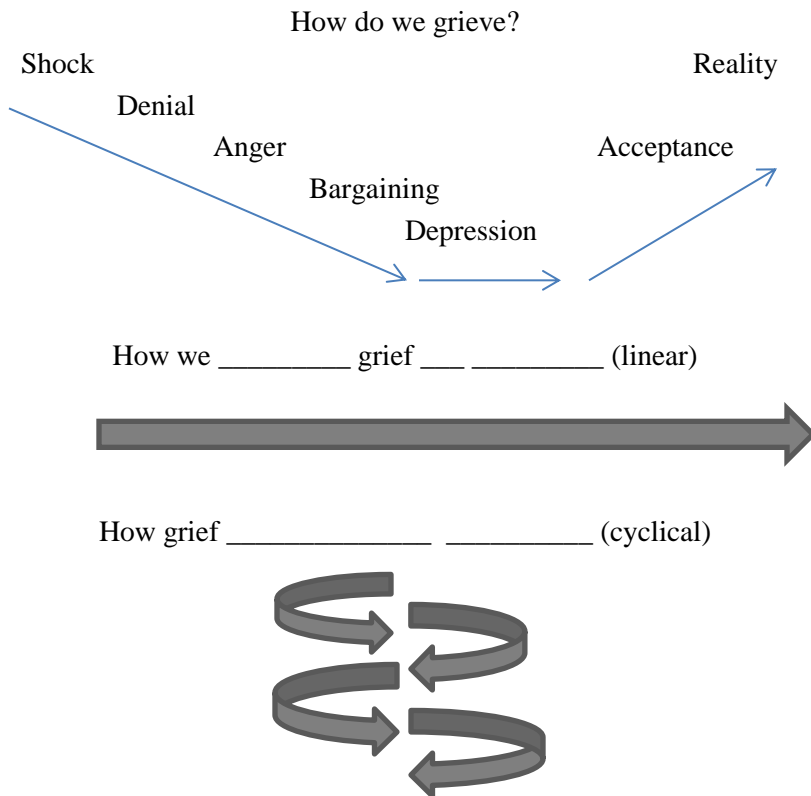 How do we grieve?
Shock Reality
Denial
Anger Acceptance
Bargaining
Depression
How we _________ grief ___ _________ (linear)
How grief ______________ __________ (cyclical)